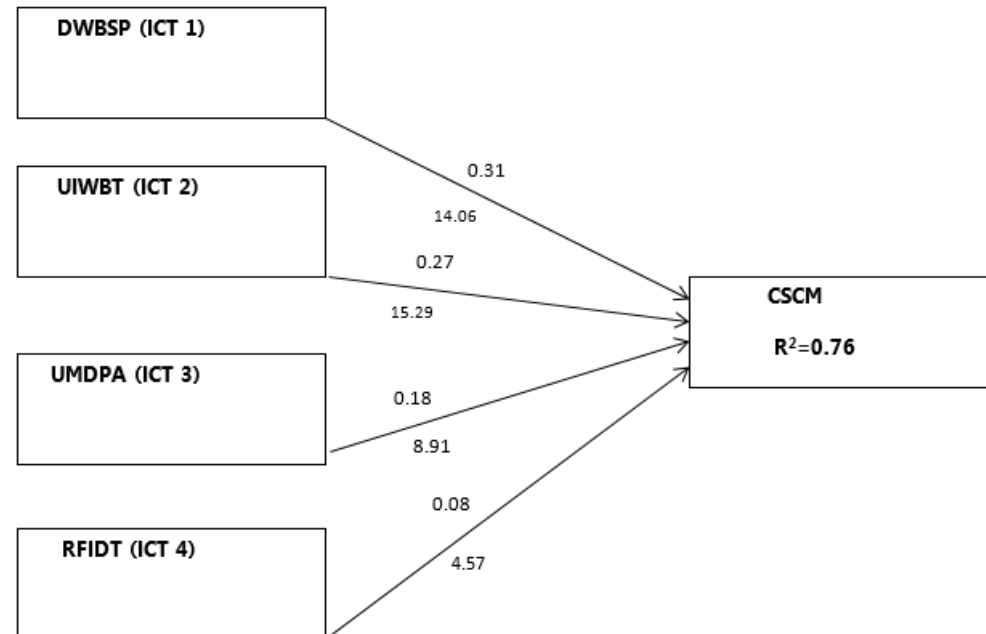 DWBSP (ICT 1)
0.31
14.06
UIWBT (ICT 2)
0.27
15.29
CSCM
R²=0.76
UMDPA (ICT 3)
0.18
8.91
0.08
RFIDT (ICT 4)
4.57